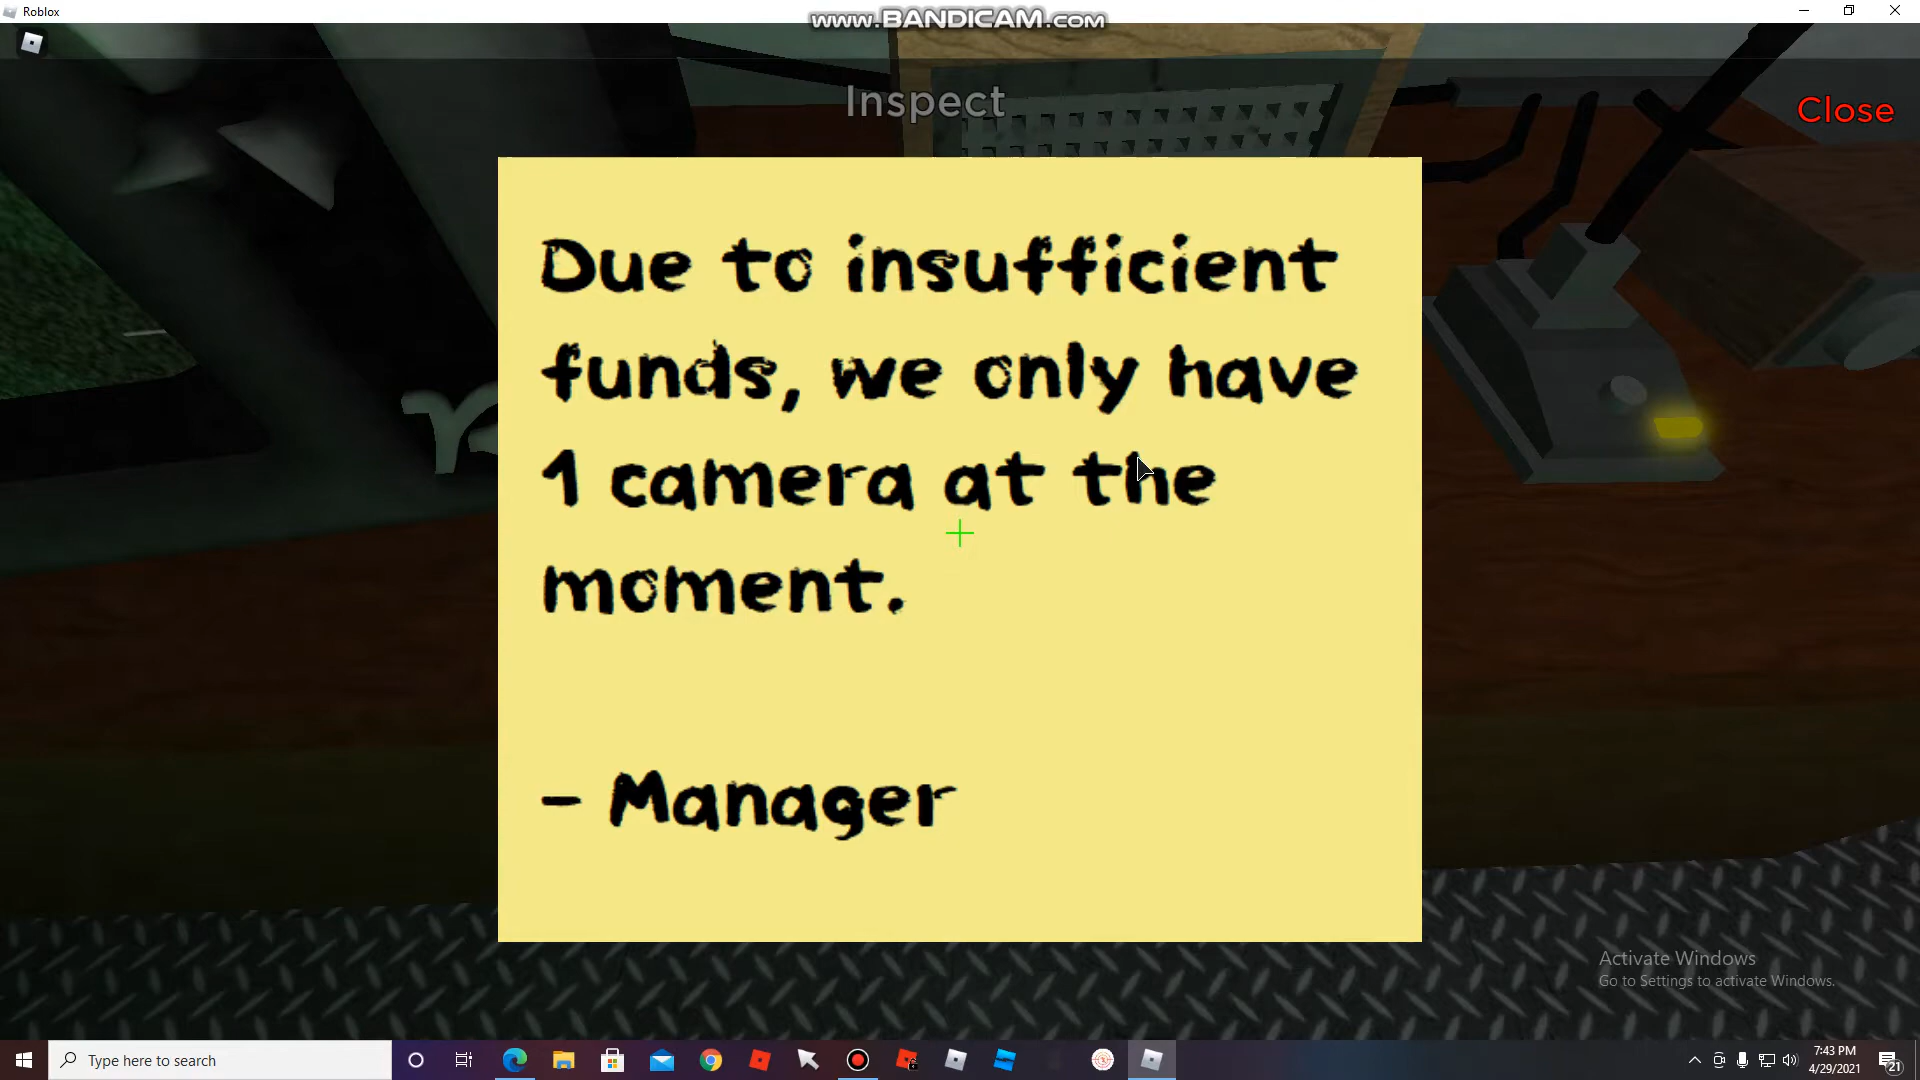 Roblox
www.BANDICAM.com
Inspect
Close
Due to insufficient
funds, we only have
1 camera at the
moment.
- Manager
Activate Windows
Go to Settings to activate Windows.
Type here to search
7:43 PM
4/29/2021
21